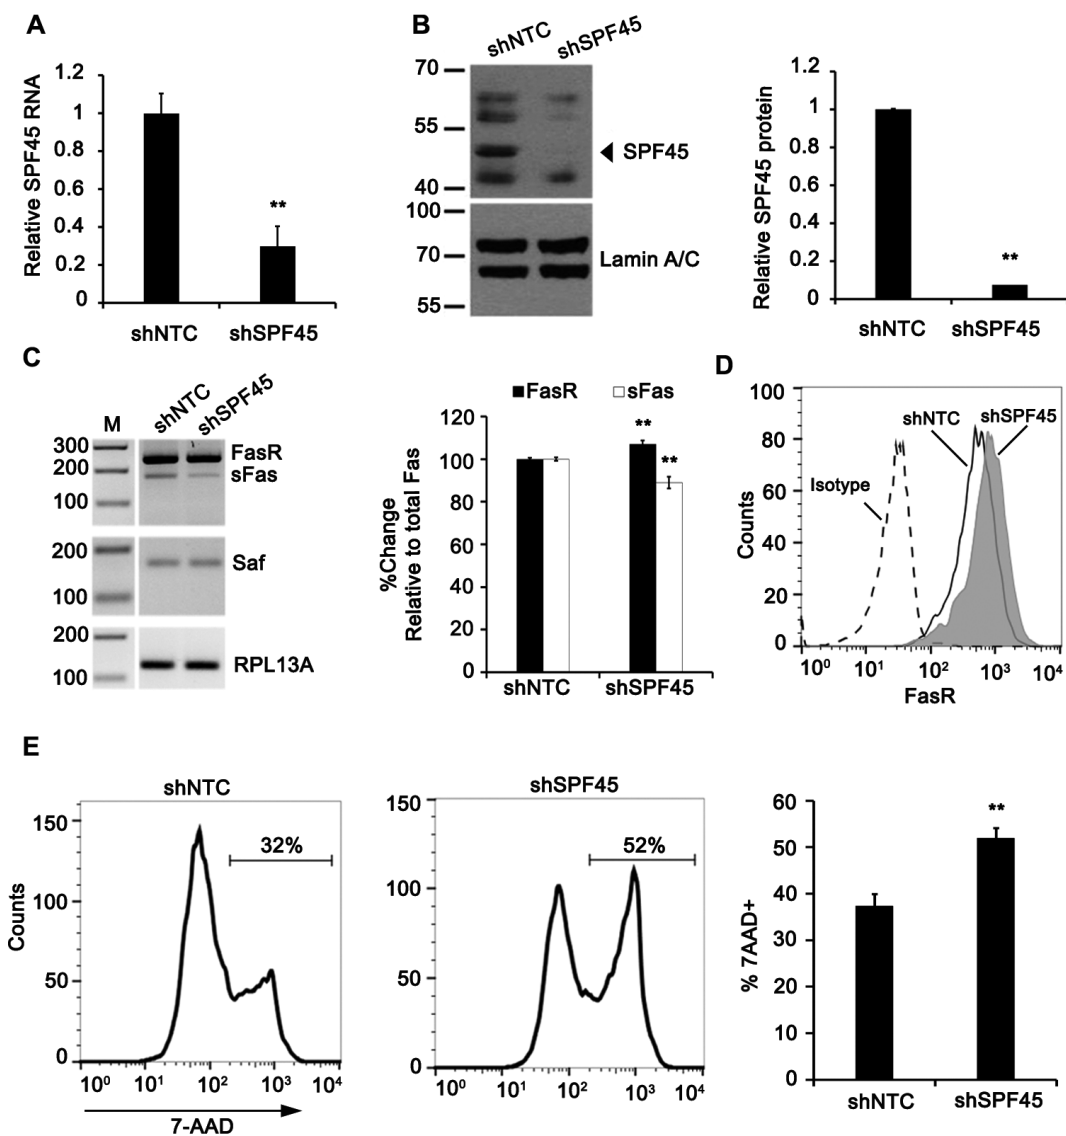 A
Relative SPF45 RNA
1.2
1
0.8
0.6
0.4
0.2
0
**
shNTC
shSPF45
B
shNTC
shSPF45
70
55
40
SPF45
100
70
55
Lamin A/C
Relative SPF45 protein
1.2
1
0.8
0.6
0.4
0.2
0
**
shNTC
shSPF45
C
M
shNTC
shSPF45
300
200
100
FasR
sFas
200
100
Saf
200
100
RPL13A
FasR
sFas
%Change
Relative to total Fas
120
100
80
60
40
20
0
**
**
shNTC
shSPF45
D
Counts
100
80
60
40
20
0
Isotype
shNTC
shSPF45
10⁰
10¹
10²
10³
10⁴
FasR
E
shNTC
Counts
150
100
50
0
32%
10⁰
10¹
10²
10³
10⁴
7-AAD
shSPF45
150
100
50
0
52%
10⁰
10¹
10²
10³
10⁴
% 7AAD+
60
50
40
30
20
10
0
**
shNTC
shSPF45